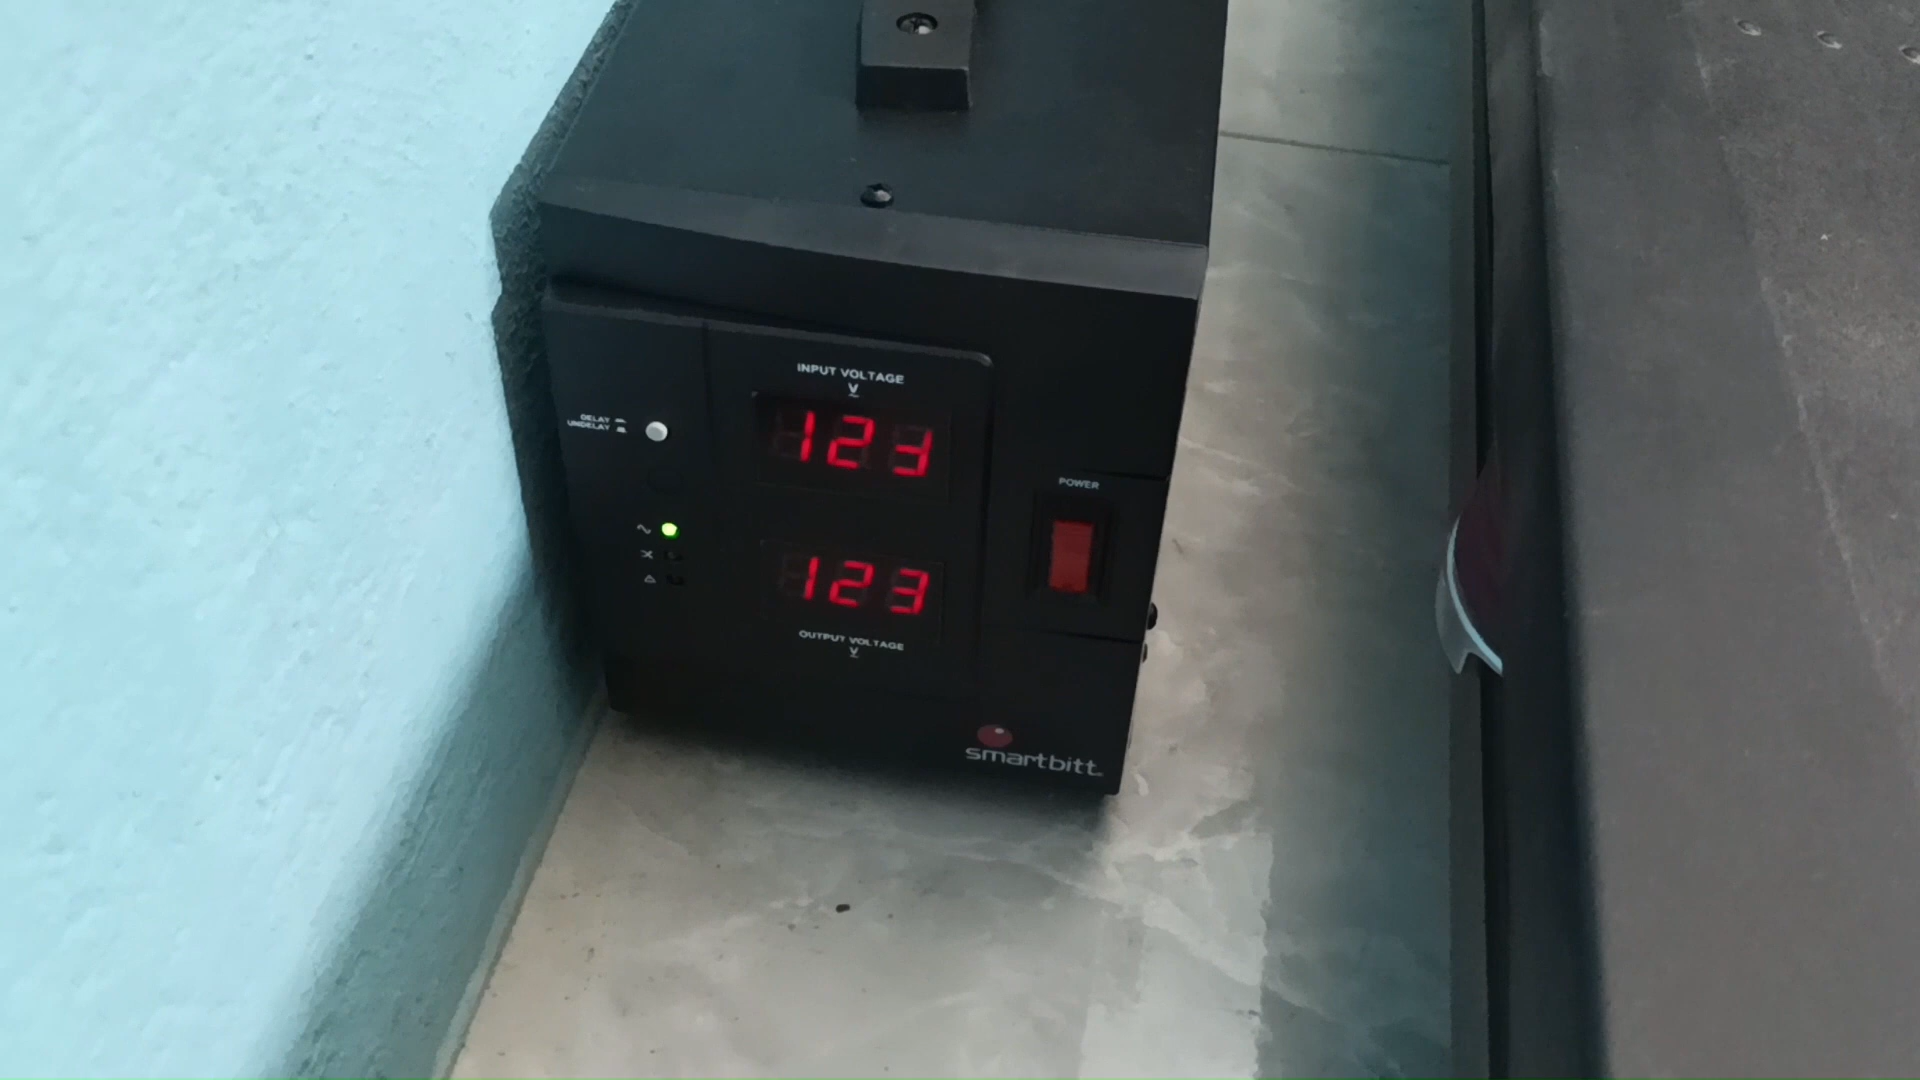 INPUT VOLTAGE
V
DELAY
UNDELAY
123
POWER
123
OUTPUT VOLTAGE
V
smartbitt